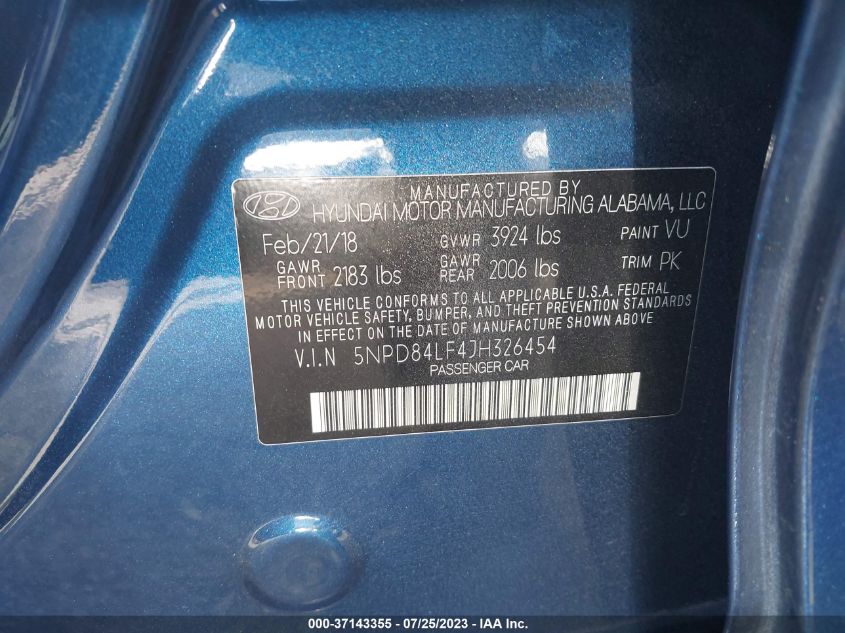 MANUFACTURED BY
HYUNDAI MOTOR MANUFACTURING ALABAMA, LLC
Feb/21/18 GVWR 3924 lbs PAINT VU
GAWR FRONT 2183 lbs GAWR REAR 2006 lbs TRIM PK
THIS VEHICLE CONFORMS TO ALL APPLICABLE U.S.A. FEDERAL
MOTOR VEHICLE SAFETY, BUMPER, AND THEFT PREVENTION STANDARDS
IN EFFECT ON THE DATE OF MANUFACTURE SHOWN ABOVE.
V.I.N 5NPD84LF4JH326454
PASSENGER CAR
000-37143355 - 07/25/2023 - IAA Inc.